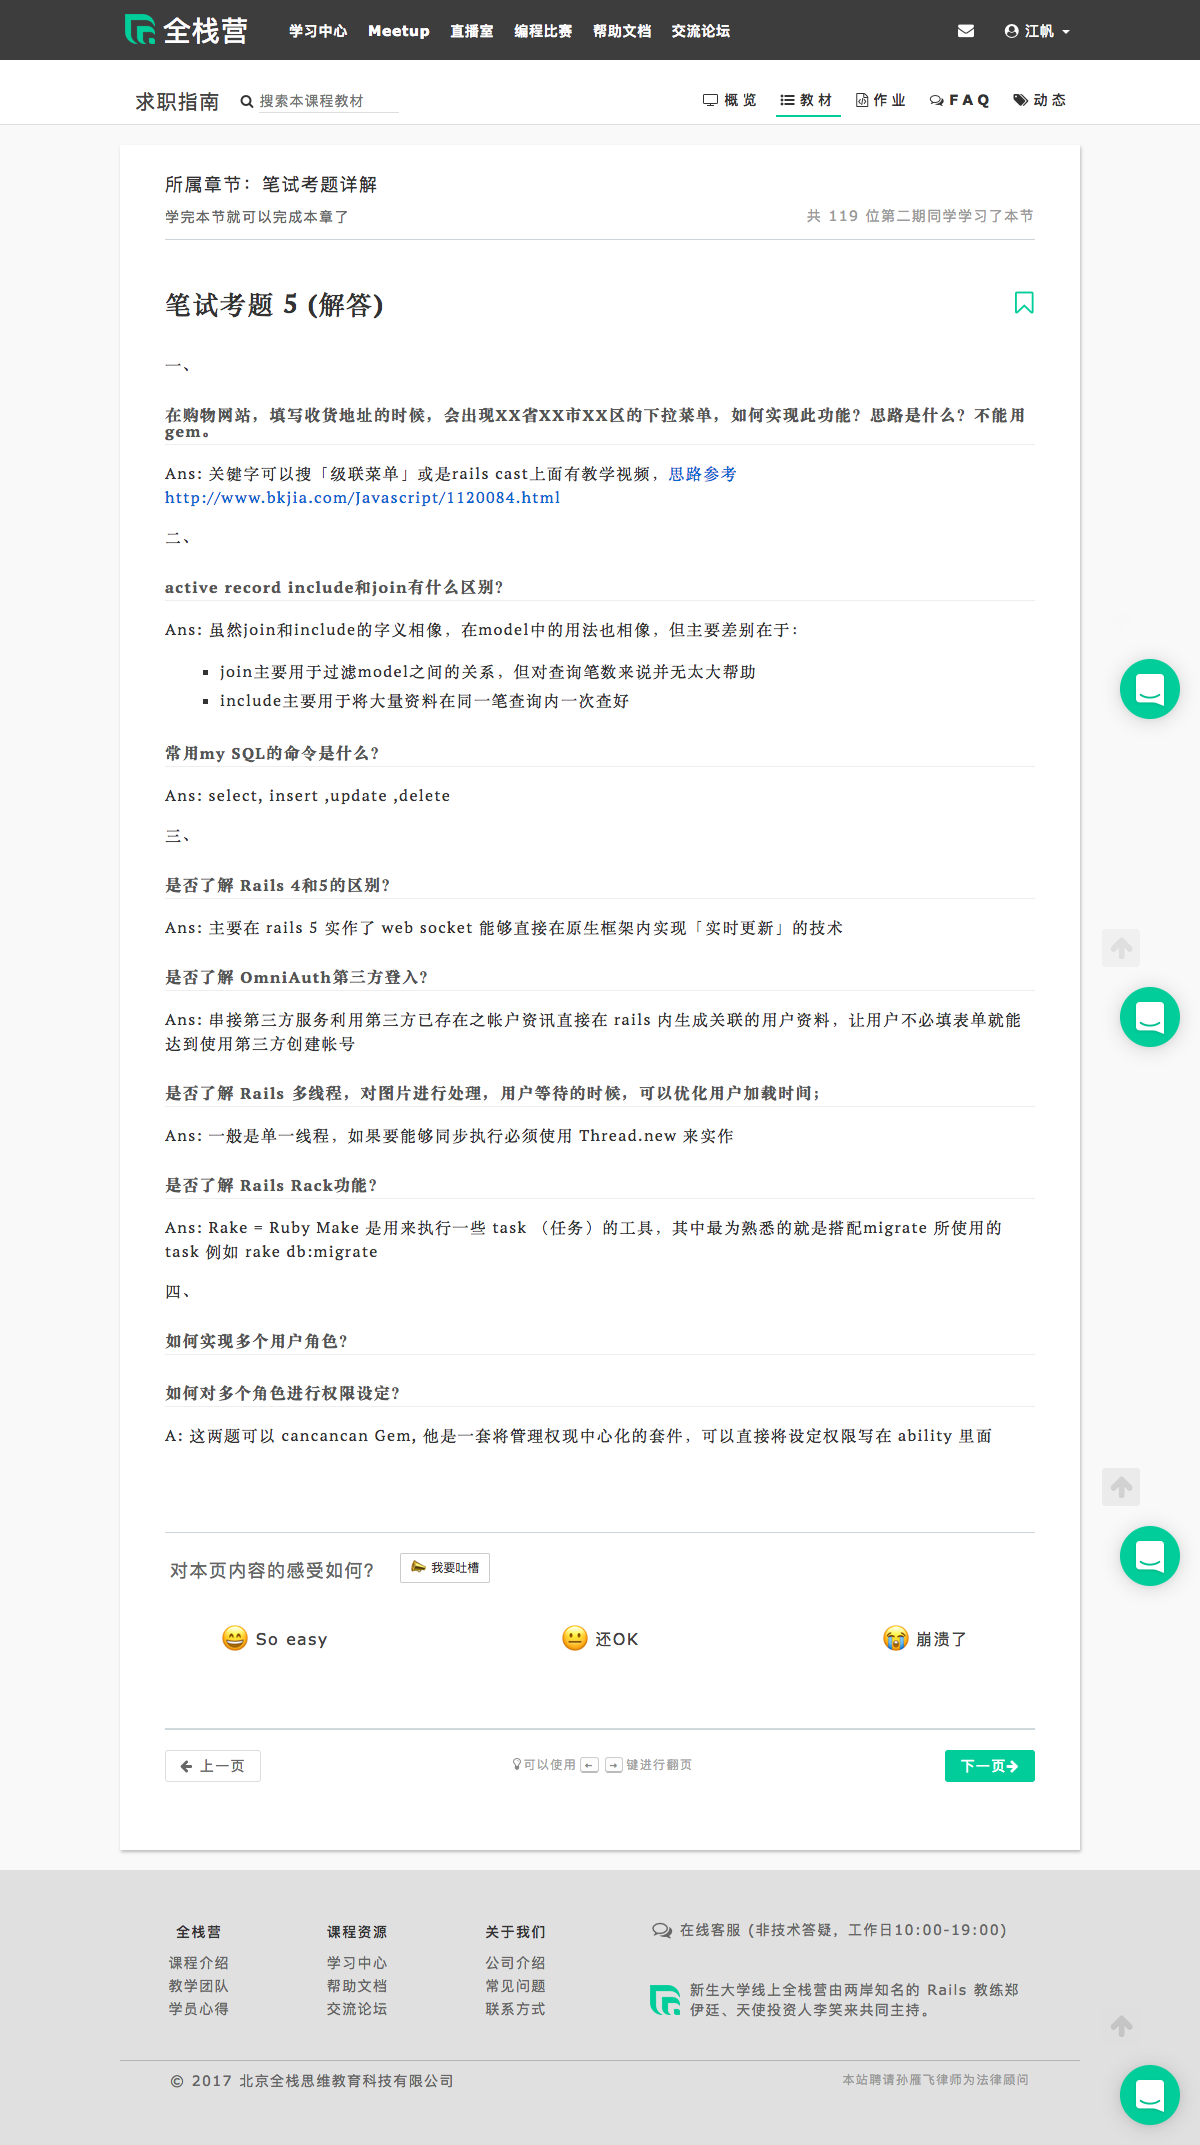 全栈营 学习中心 Meetup 直播室 编程比赛 帮助文档 交流论坛 江帆
求职指南 搜索本课程教材 概览 教材 作业 FAQ 动态
所属章节：笔试考题详解
学完本节就可以完成本章了 共 119 位第二期同学学习了本节
笔试考题 5 (解答)
一、
在购物网站，填写收货地址的时候，会出现XX省XX市XX区的下拉菜单，如何实现此功能？思路是什么？不能用
gem。
Ans: 关键字可以搜「级联菜单」或是rails cast上面有教学视频，思路参考
http://www.bkjia.com/Javascript/1120084.html
二、
active record include和join有什么区别？
Ans: 虽然join和include的字义相像，在model中的用法也相像，但主要差别在于：
join主要用于过滤model之间的关系，但对查询笔数来说并无太大帮助
include主要用于将大量资料在同一笔查询内一次查好
常用my SQL的命令是什么？
Ans: select, insert ,update ,delete
三、
是否了解 Rails 4和5的区别？
Ans: 主要在 rails 5 实作了 web socket 能够直接在原生框架内实现「实时更新」的技术
是否了解 OmniAuth第三方登入？
Ans: 串接第三方服务利用第三方已存在之帐户资讯直接在 rails 内生成关联的用户资料，让用户不必填表单就能
达到使用第三方创建帐号
是否了解 Rails 多线程，对图片进行处理，用户等待的时候，可以优化用户加载时间；
Ans: 一般是单一线程，如果要能够同步执行必须使用 Thread.new 来实作
是否了解 Rails Rack功能？
Ans: Rake = Ruby Make 是用来执行一些 task （任务）的工具，其中最为熟悉的就是搭配migrate 所使用的
task 例如 rake db:migrate
四、
如何实现多个用户角色？
如何对多个角色进行权限设定？
A: 这两题可以 cancancan Gem, 他是一套将管理权现中心化的套件，可以直接将设定权限写在 ability 里面
对本页内容的感受如何？ 我要吐槽
So easy 还OK 崩溃了
上一页 可以使用 ← → 键进行翻页 下一页
全栈营 课程资源 关于我们 在线客服 (非技术答疑，工作日10:00-19:00)
课程介绍 学习中心 公司介绍
教学团队 帮助文档 常见问题 新生大学线上全栈营由两岸知名的 Rails 教练郑
学员心得 交流论坛 联系方式 伊廷、天使投资人李笑来共同主持。
© 2017 北京全栈思维教育科技有限公司 本站聘请孙雁飞律师为法律顾问